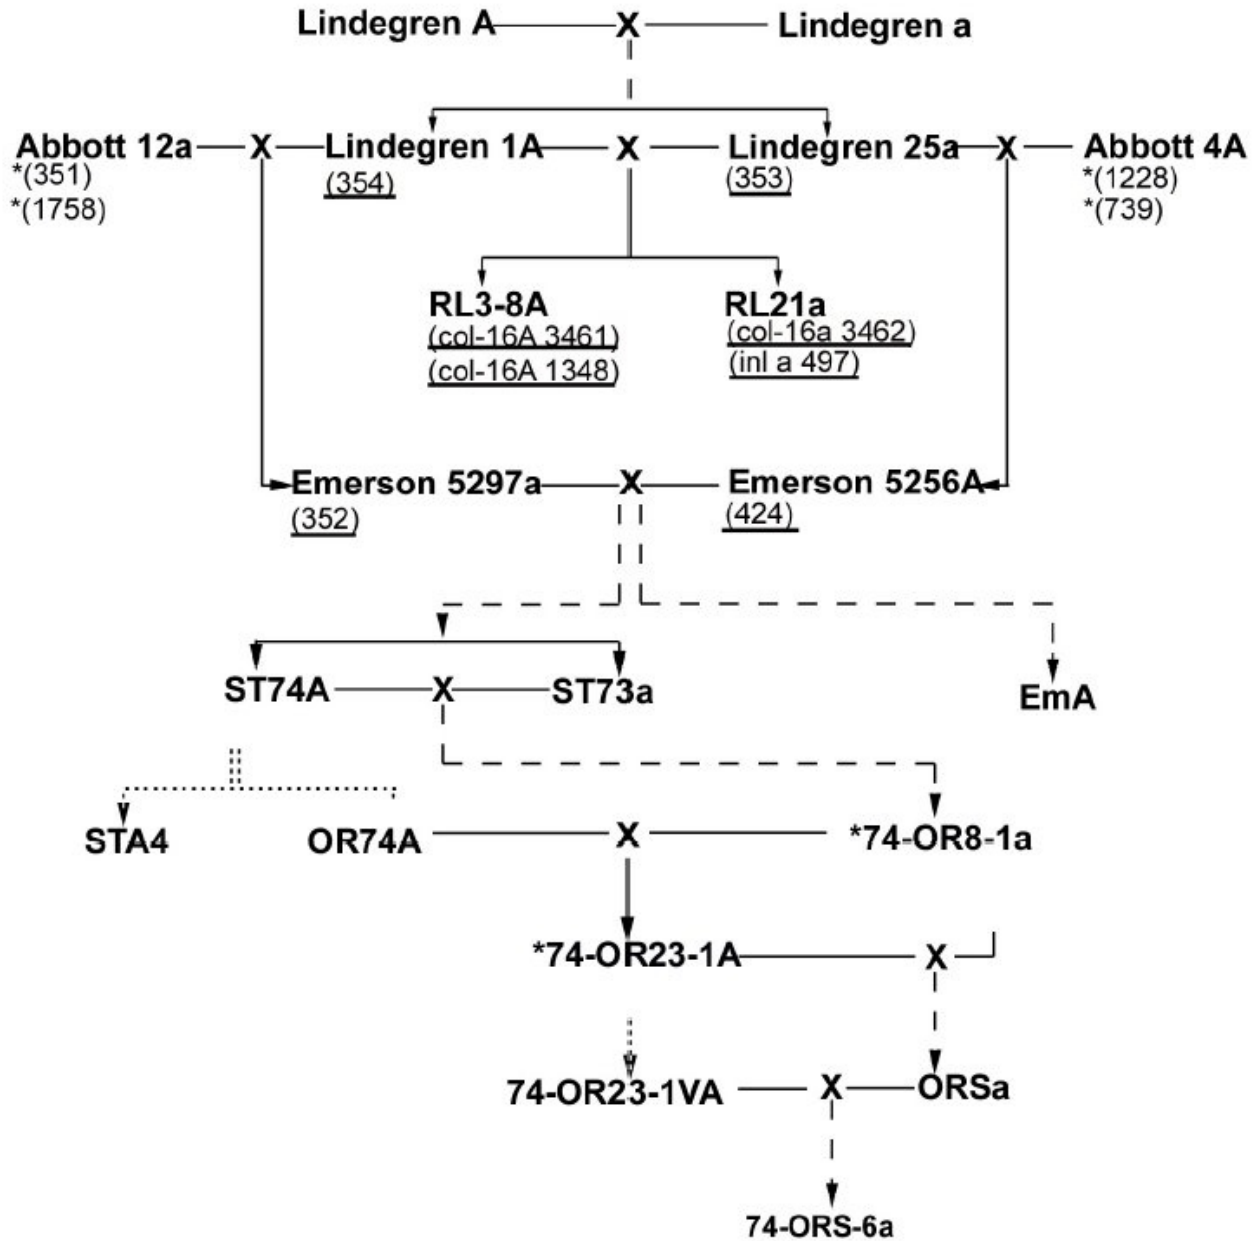 Lindegren A X Lindegren a
Abbott 12a X Lindegren 1A X Lindegren 25a X Abbott 4A
*(351) (354) (353) *(1228)
*(1758) *(739)
RL3-8A RL21a
(col-16A 3461) (col-16a 3462)
(col-16A 1348) (inl a 497)
Emerson 5297a X Emerson 5256A
(352) (424)
ST74A X ST73a EmA
STA4 OR74A X *74-OR8-1a
*74-OR23-1A X
74-OR23-1VA X ORSa
74-ORS-6a